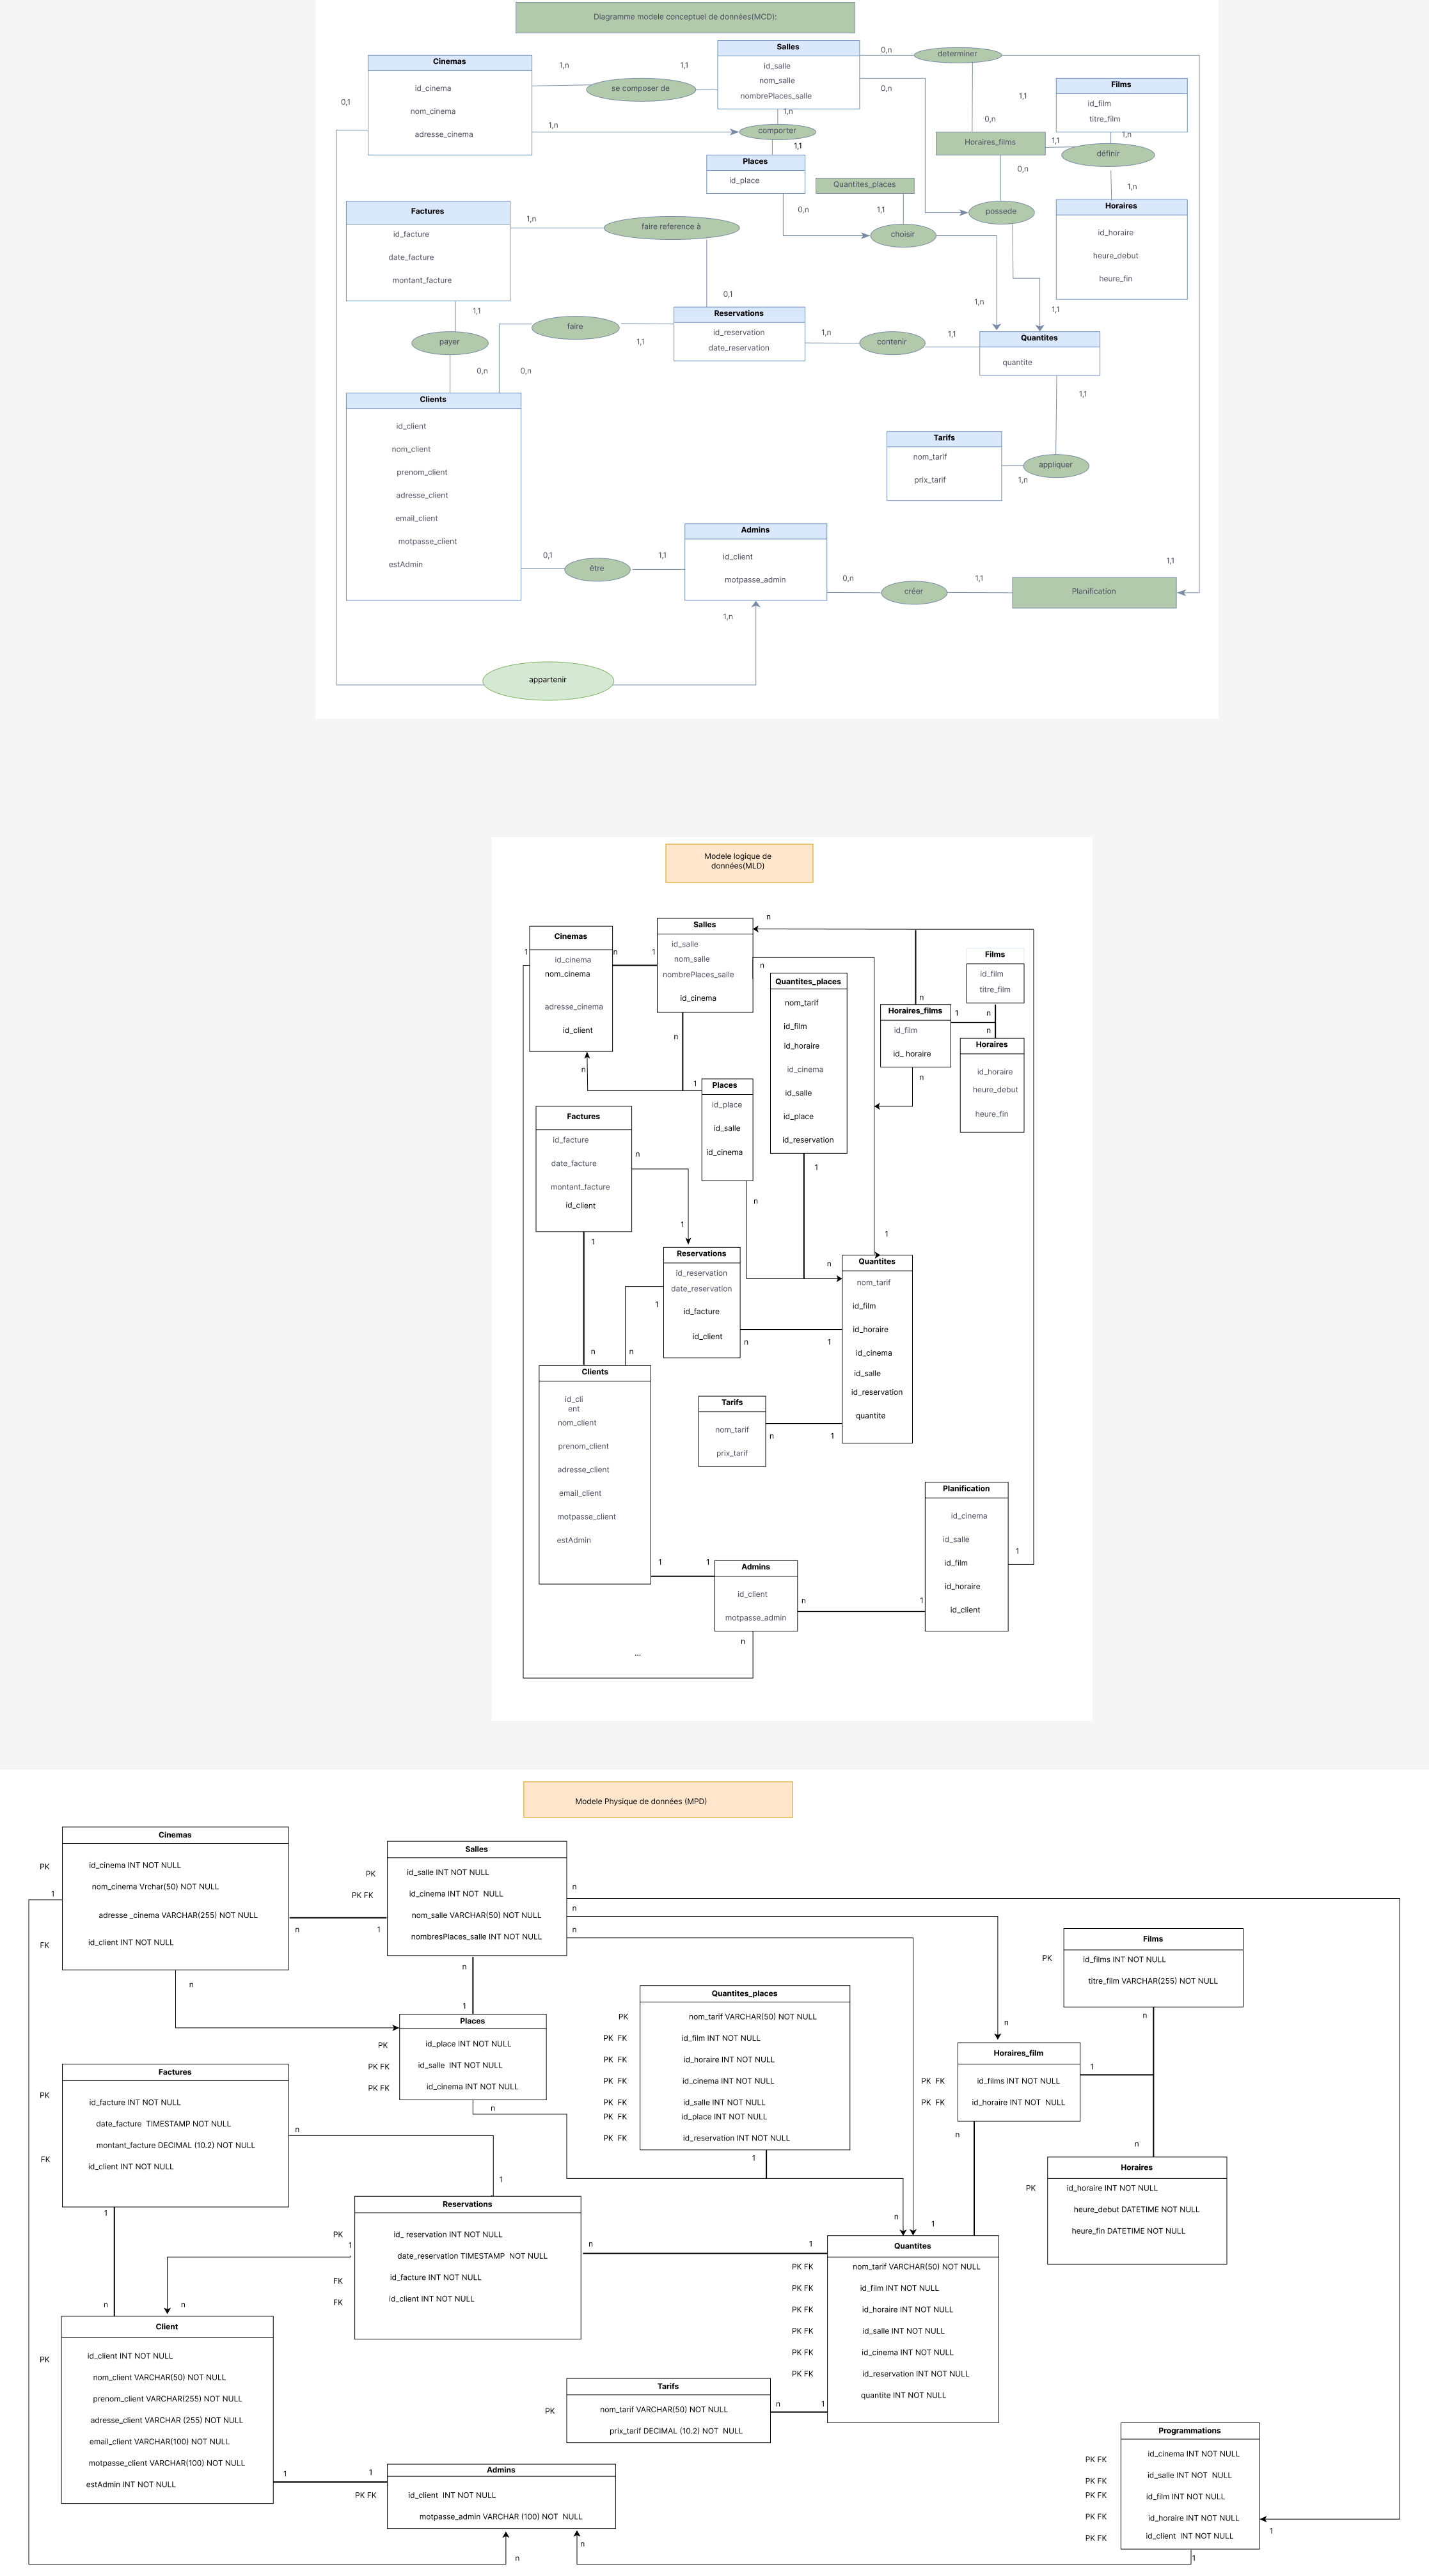 Diagramme modele conceptuel de données(MCD):
Cinemas
id_cinema
nom_cinema
adresse_cinema
0,1
1,n
se composer de
1,1
1,n
Salles
id_salle
nom_salle
nombrePlaces_salle
1,n
comporter
1,1
0,n
determiner
0,n
1,1
0,n
Films
id_film
titre_film
1,n
Horaires_films
1,1
définir
0,n
1,n
Places
id_place
Quantites_places
0,n
1,1
choisir
possede
Horaires
id_horaire
heure_debut
heure_fin
Factures
id_facture
date_facture
montant_facture
1,n
faire reference à
0,1
1,n
1,1
1,1
payer
0,n
faire
0,n
1,1
Reservations
id_reservation
date_reservation
1,n
contenir
1,1
Quantites
quantite
1,1
Clients
id_client
nom_client
prenom_client
adresse_client
email_client
motpasse_client
estAdmin
Tarifs
nom_tarif
prix_tarif
1,n
appliquer
0,1
être
1,1
Admins
id_client
motpasse_admin
0,n
créer
1,1
Planification
1,1
1,n
appartenir
Modele logique de
données(MLD)
n
Cinemas
id_cinema
nom_cinema
adresse_cinema
id_client
1
n
1
Salles
id_salle
nom_salle
nombrePlaces_salle
id_cinema
n
Quantites_places
nom_tarif
id_film
id_horaire
id_cinema
id_salle
id_place
id_reservation
n
Horaires_films
id_film
id_ horaire
1
n
n
n
Films
id_film
titre_film
Horaires
id_horaire
heure_debut
heure_fin
n
n
1
Places
id_place
id_salle
id_cinema
Factures
id_facture
date_facture
montant_facture
id_client
n
1
1
n
1
1
n
Reservations
id_reservation
date_reservation
id_facture
id_client
1
n
n
n
1
Quantites
nom_tarif
id_film
id_horaire
id_cinema
id_salle
id_reservation
quantite
Clients
id_cli
ent
nom_client
prenom_client
adresse_client
email_client
motpasse_client
estAdmin
Tarifs
nom_tarif
prix_tarif
n
1
Planification
id_cinema
id_salle
id_film
id_horaire
id_client
1
1
1
Admins
id_client
motpasse_admin
n
1
n
...
Modele Physique de données (MPD)
Cinemas
PK
id_cinema INT NOT NULL
nom_cinema Vrchar(50) NOT NULL
adresse _cinema VARCHAR(255) NOT NULL
FK
id_client INT NOT NULL
1
n
1
n
Salles
PK
id_salle INT NOT NULL
PK FK
id_cinema INT NOT  NULL
nom_salle VARCHAR(50) NOT NULL
nombresPlaces_salle INT NOT NULL
n
n
n
n
1
Places
PK
id_place INT NOT NULL
PK FK
id_salle  INT NOT NULL
PK FK
id_cinema INT NOT NULL
n
Quantites_places
PK
nom_tarif VARCHAR(50) NOT NULL
PK  FK
id_film INT NOT NULL
PK  FK
id_horaire INT NOT NULL
PK  FK
id_cinema INT NOT NULL
PK  FK
id_salle INT NOT NULL
PK  FK
id_place INT NOT NULL
PK  FK
id_reservation INT NOT NULL
1
Films
PK
id_films INT NOT NULL
titre_film VARCHAR(255) NOT NULL
n
n
Horaires_film
PK  FK
id_films INT NOT NULL
PK  FK
id_horaire INT NOT  NULL
1
n
n
Horaires
PK
id_horaire INT NOT NULL
heure_debut DATETIME NOT NULL
heure_fin DATETIME NOT NULL
Factures
PK
id_facture INT NOT NULL
date_facture  TIMESTAMP NOT NULL
montant_facture DECIMAL (10.2) NOT NULL
FK
id_client INT NOT NULL
n
1
1
n
Reservations
PK
id_ reservation INT NOT NULL
1
date_reservation TIMESTAMP  NOT NULL
FK
id_facture INT NOT NULL
FK
id_client INT NOT NULL
n
n
1
n
1
Quantites
PK FK
nom_tarif VARCHAR(50) NOT NULL
PK FK
id_film INT NOT NULL
PK FK
id_horaire INT NOT NULL
PK FK
id_salle INT NOT NULL
PK FK
id_cinema INT NOT NULL
PK FK
id_reservation INT NOT NULL
quantite INT NOT NULL
Client
PK
id_client INT NOT NULL
nom_client VARCHAR(50) NOT NULL
prenom_client VARCHAR(255) NOT NULL
adresse_client VARCHAR (255) NOT NULL
email_client VARCHAR(100) NOT NULL
motpasse_client VARCHAR(100) NOT NULL
estAdmin INT NOT NULL
Tarifs
PK
nom_tarif VARCHAR(50) NOT NULL
prix_tarif DECIMAL (10.2) NOT  NULL
n
1
1
1
Admins
PK FK
id_client  INT NOT NULL
motpasse_admin VARCHAR (100) NOT  NULL
n
n
Programmations
PK FK
id_cinema INT NOT NULL
PK FK
id_salle INT NOT  NULL
PK FK
id_film INT NOT NULL
PK FK
id_horaire INT NOT NULL
PK FK
id_client  INT NOT NULL
1
1